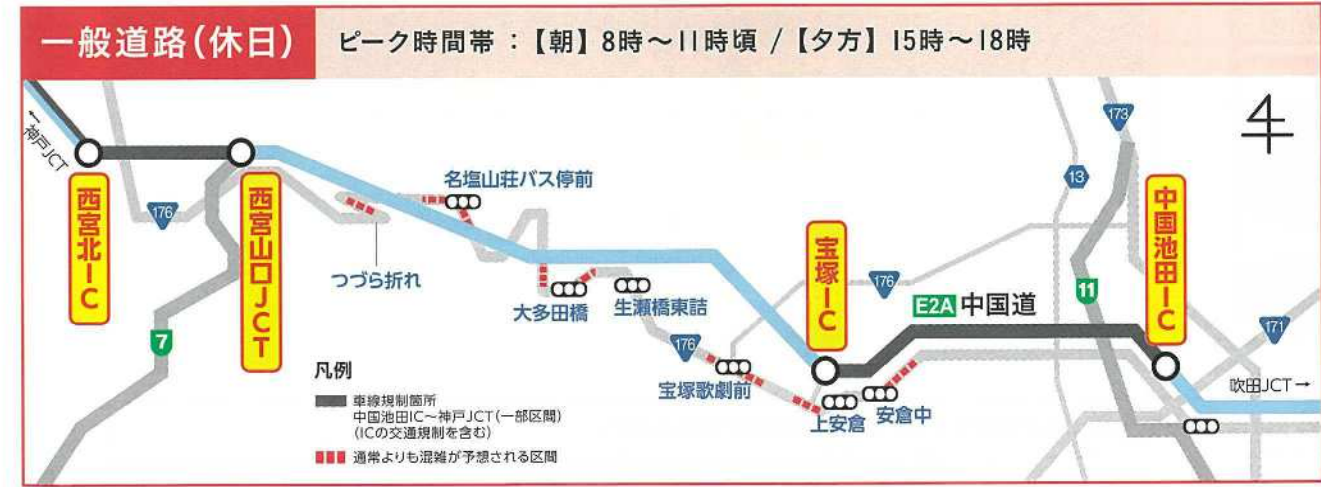 一般道路(休日)
ピーク時間帯：【朝】8時〜11時頃 /【夕方】15時〜18時
←神戸JCT
西宮北IC
176
西宮山口JCT
7
つづら折れ
名塩山荘バス停前
大多田橋
生瀬橋東詰
176
宝塚歌劇前
宝塚IC
上安倉
安倉中
176
E2A 中国道
13
173
11
中国池田IC
171
吹田JCT→
凡例
車線規制箇所
中国池田IC〜神戸JCT(一部区間)
(ICの交通規制を含む)
通常よりも混雑が予想される区間